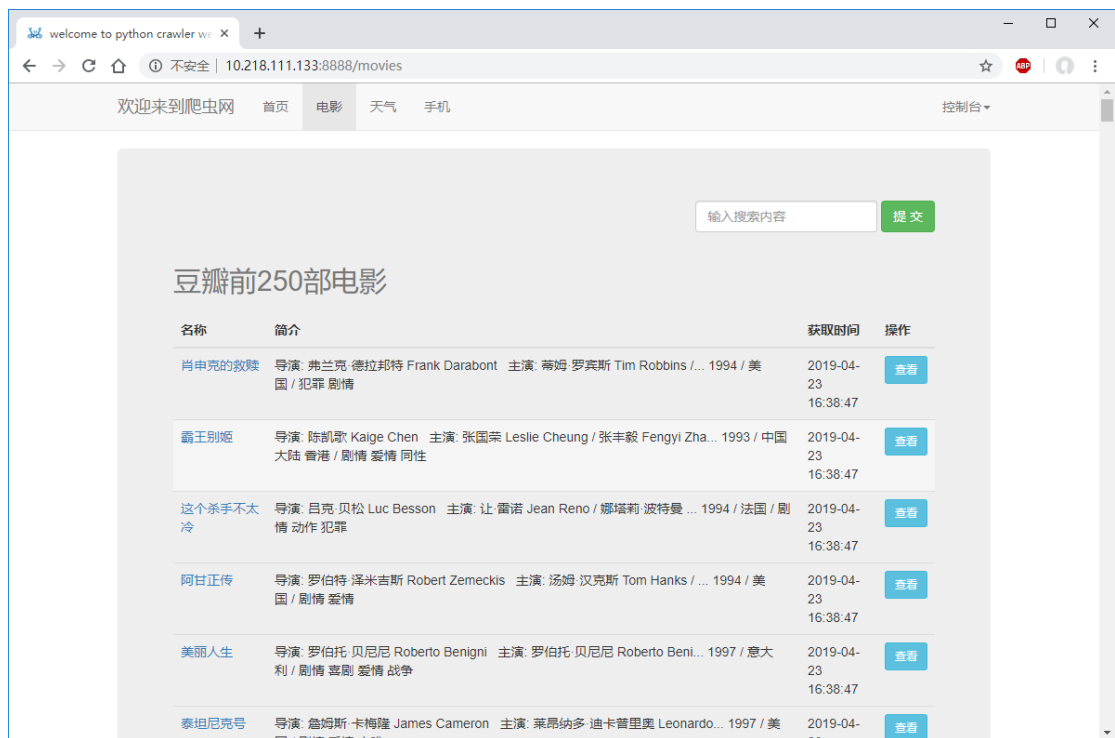 welcome to python crawler we
不安全 | 10.218.111.133:8888/movies
ABP
欢迎来到爬虫网 首页 电影 天气 手机 控制台
输入搜索内容 提 交
豆瓣前250部电影
名称 简介 获取时间 操作
肖申克的救赎 导演: 弗兰克·德拉邦特 Frank Darabont 主演: 蒂姆·罗宾斯 Tim Robbins /... 1994 / 美 2019-04- 查看
国 / 犯罪 剧情 23
16:38:47
霸王别姬 导演: 陈凯歌 Kaige Chen 主演: 张国荣 Leslie Cheung / 张丰毅 Fengyi Zha... 1993 / 中国 2019-04- 查看
大陆 香港 / 剧情 爱情 同性 23
16:38:47
这个杀手不太 导演: 吕克·贝松 Luc Besson 主演: 让·雷诺 Jean Reno / 娜塔莉·波特曼 ... 1994 / 法国 / 剧 2019-04- 查看
冷 情 动作 犯罪 23
16:38:47
阿甘正传 导演: 罗伯特·泽米吉斯 Robert Zemeckis 主演: 汤姆·汉克斯 Tom Hanks / ... 1994 / 美 2019-04- 查看
国 / 剧情 爱情 23
16:38:47
美丽人生 导演: 罗伯托·贝尼尼 Roberto Benigni 主演: 罗伯托·贝尼尼 Roberto Beni... 1997 / 意大 2019-04- 查看
利 / 剧情 喜剧 爱情 战争 23
16:38:47
泰坦尼克号 导演: 詹姆斯·卡梅隆 James Cameron 主演: 莱昂纳多·迪卡普里奥 Leonardo... 1997 / 美 2019-04- 查看